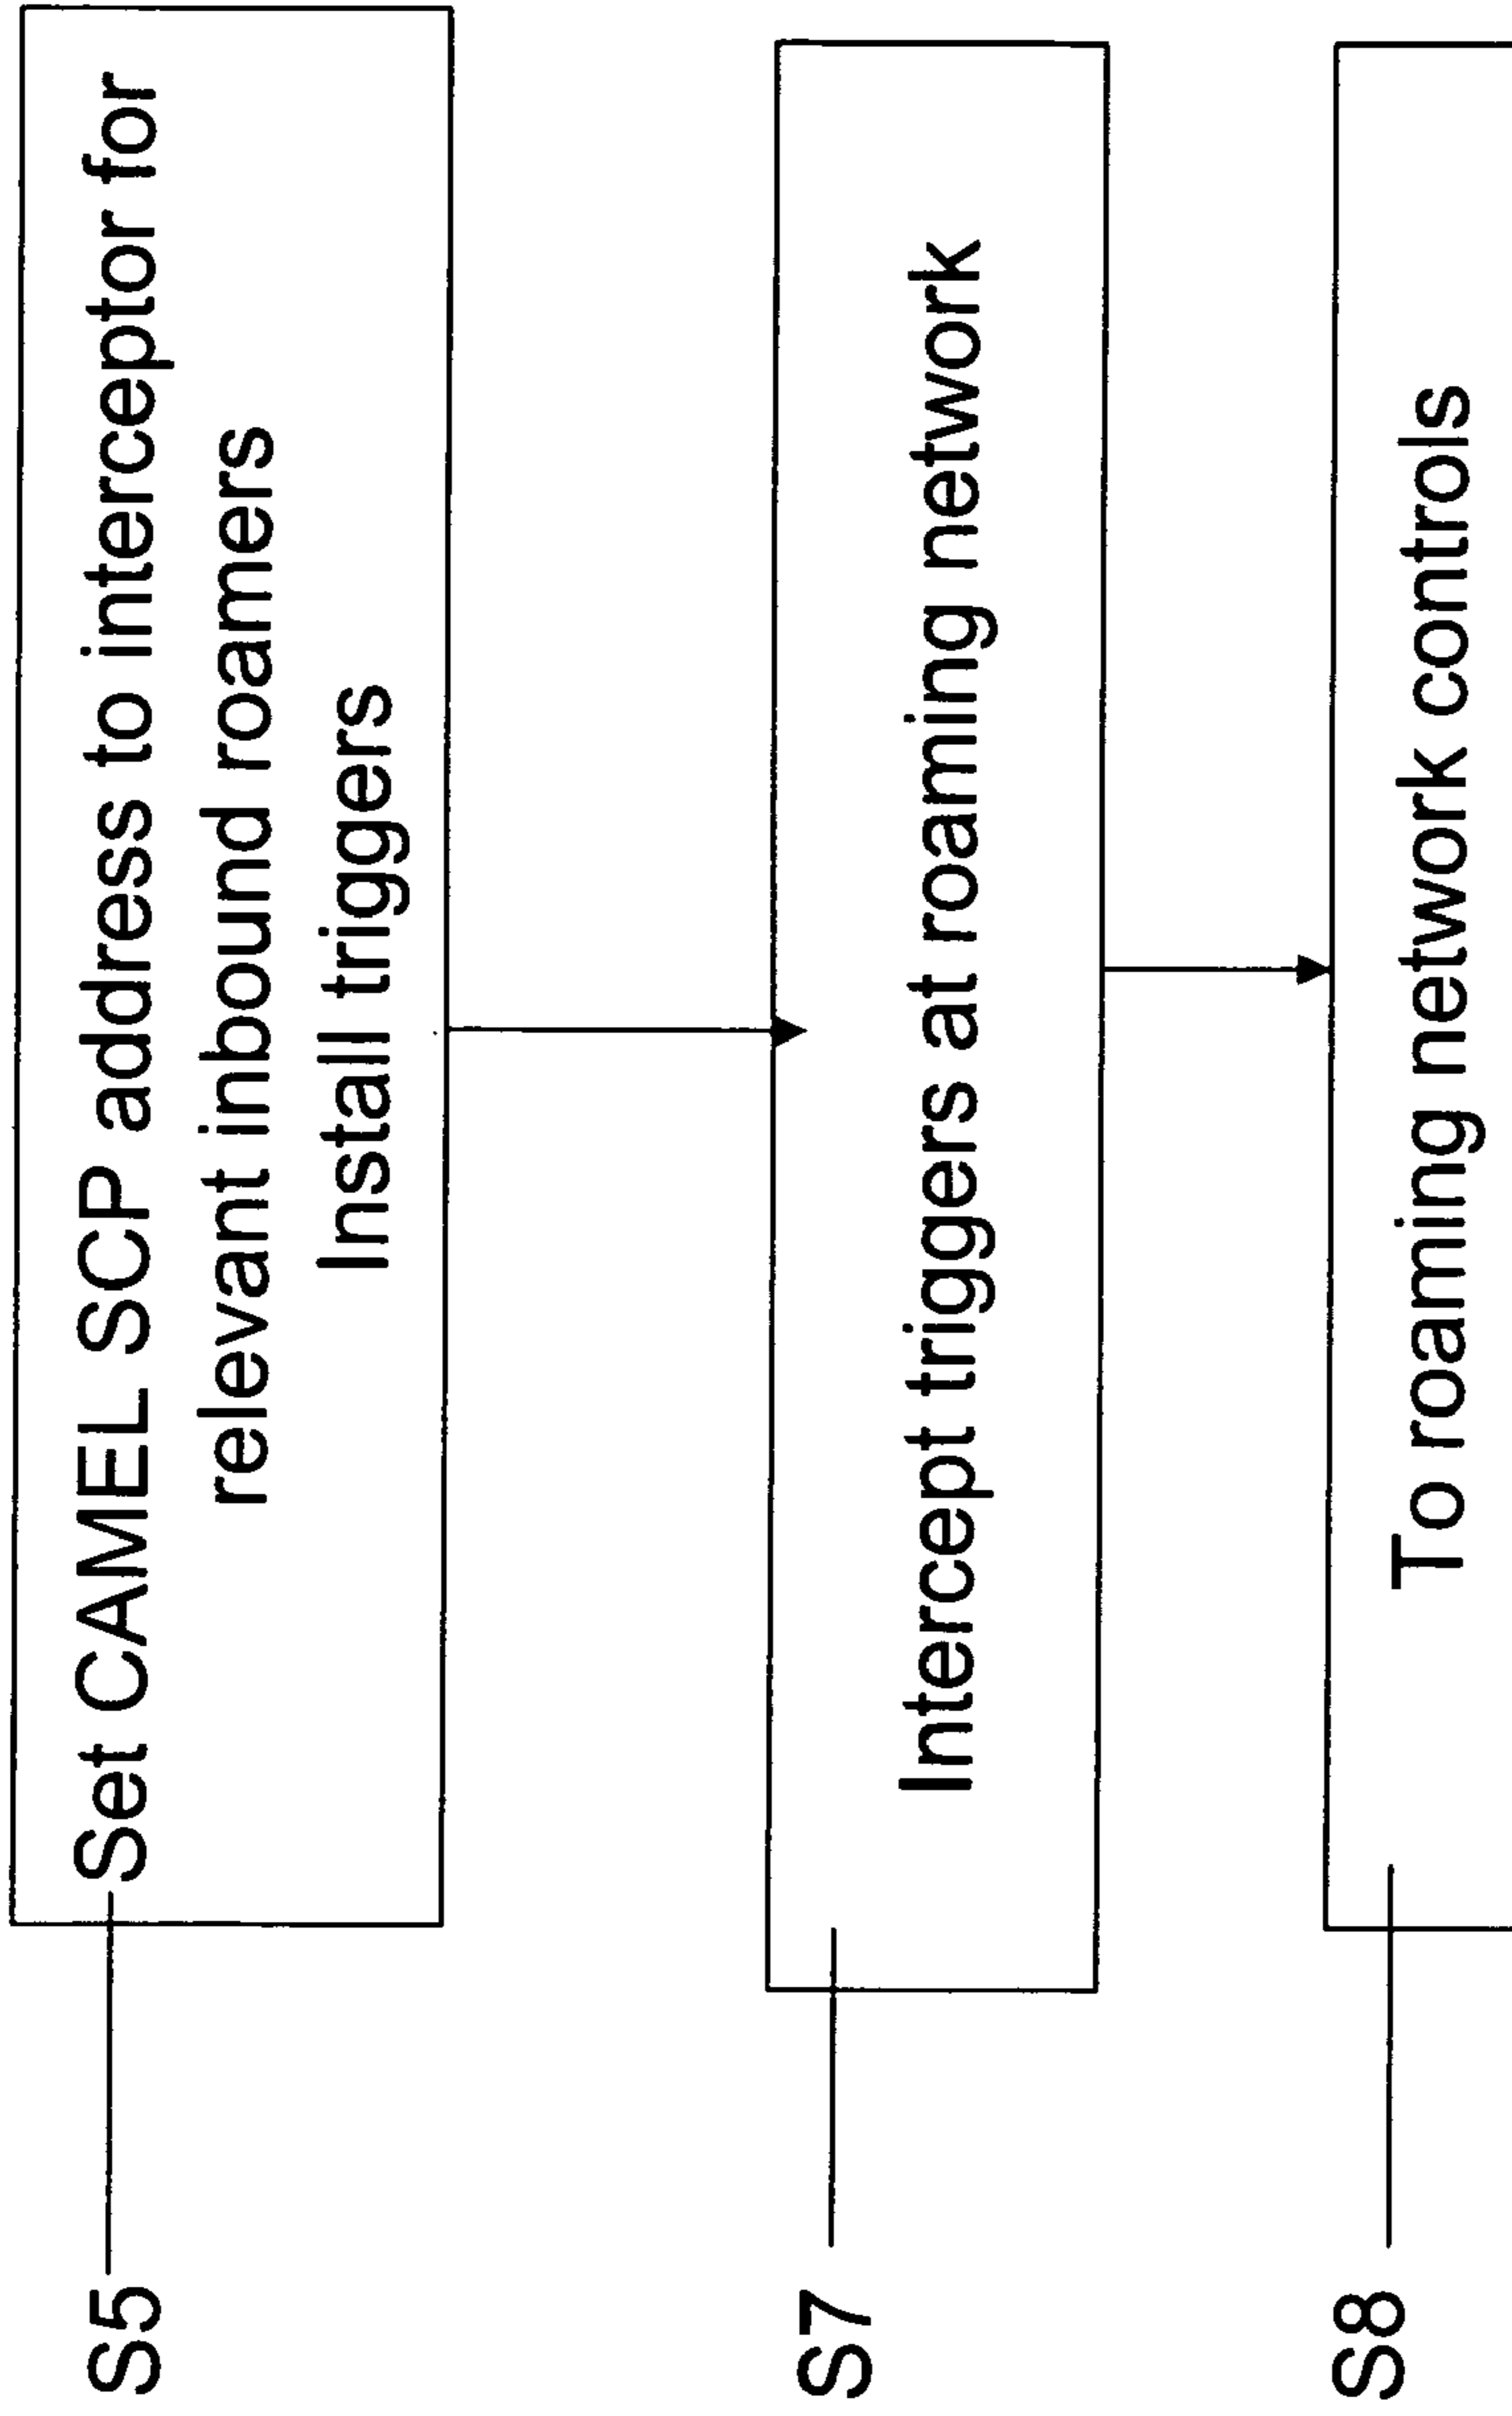 S5
Set CAMEL SCP address to interceptor for
relevant inbound roamers
Install triggers
S7
Intercept triggers at roaming network
S8
To roaming network controls